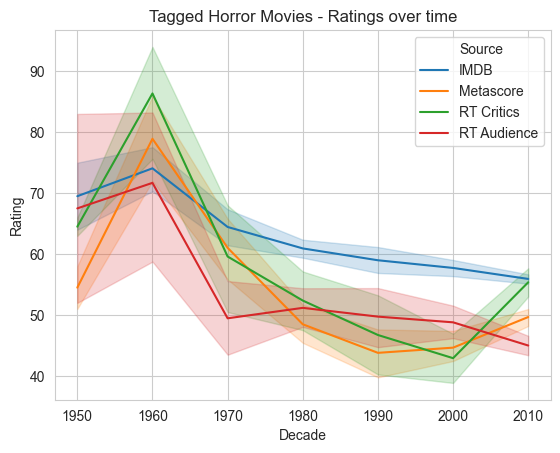 Tagged Horror Movies - Ratings over time
Source
IMDB
Metascore
RT Critics
RT Audience
Rating
90
80
70
60
50
40
1950 1960 1970 1980 1990 2000 2010
Decade